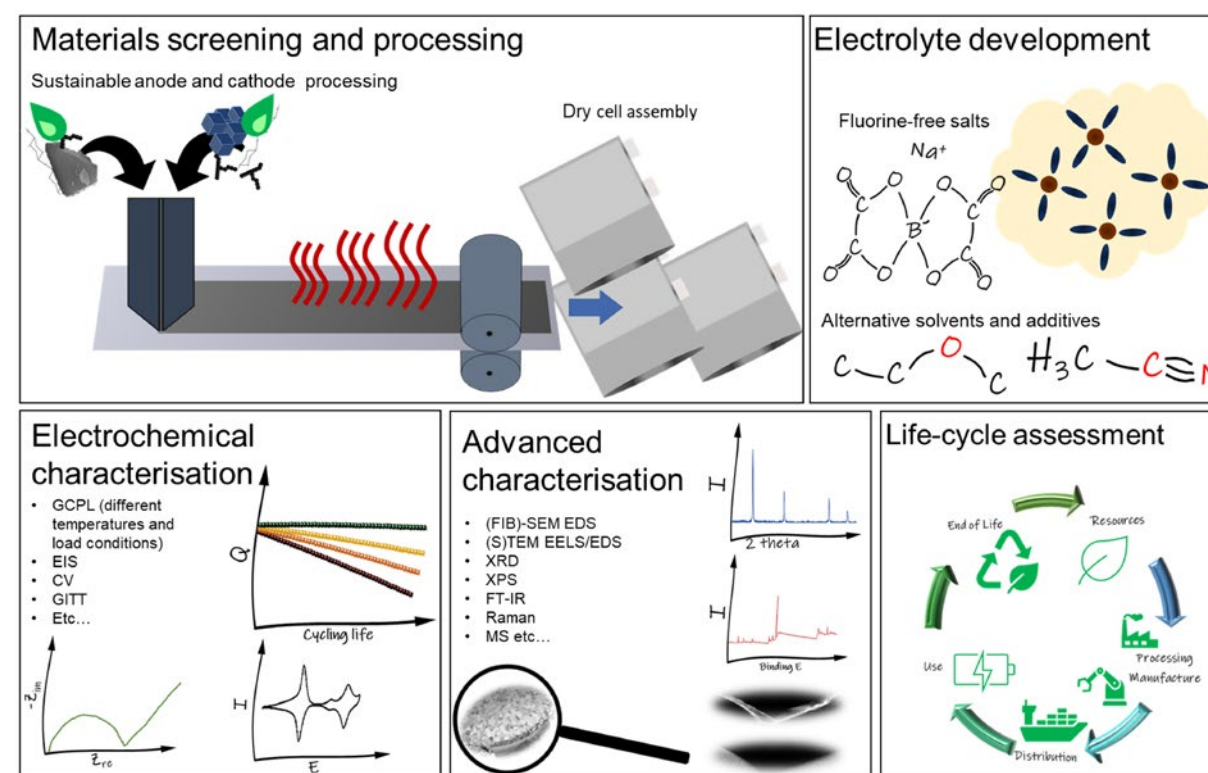 Materials screening and processing
Sustainable anode and cathode processing
Dry cell assembly
Electrolyte development
Fluorine-free salts
Na+
O
O
O
O
C
C
B-
C
C
O
O
O
O
Alternative solvents and additives
C
C
O
C
H3C
C
N
Electrochemical
characterisation
• GCPL (different
temperatures and
load conditions)
• EIS
• CV
• GITT
• Etc…
Q
Cycling life
-Zim
Zre
I
E
Advanced
characterisation
• (FIB)-SEM EDS
• (S)TEM EELS/EDS
• XRD
• XPS
• FT-IR
• Raman
• MS etc…
I
2 theta
I
Binding E
Life-cycle assessment
End of Life
Resources
Use
Processing
Manufacture
Distribution